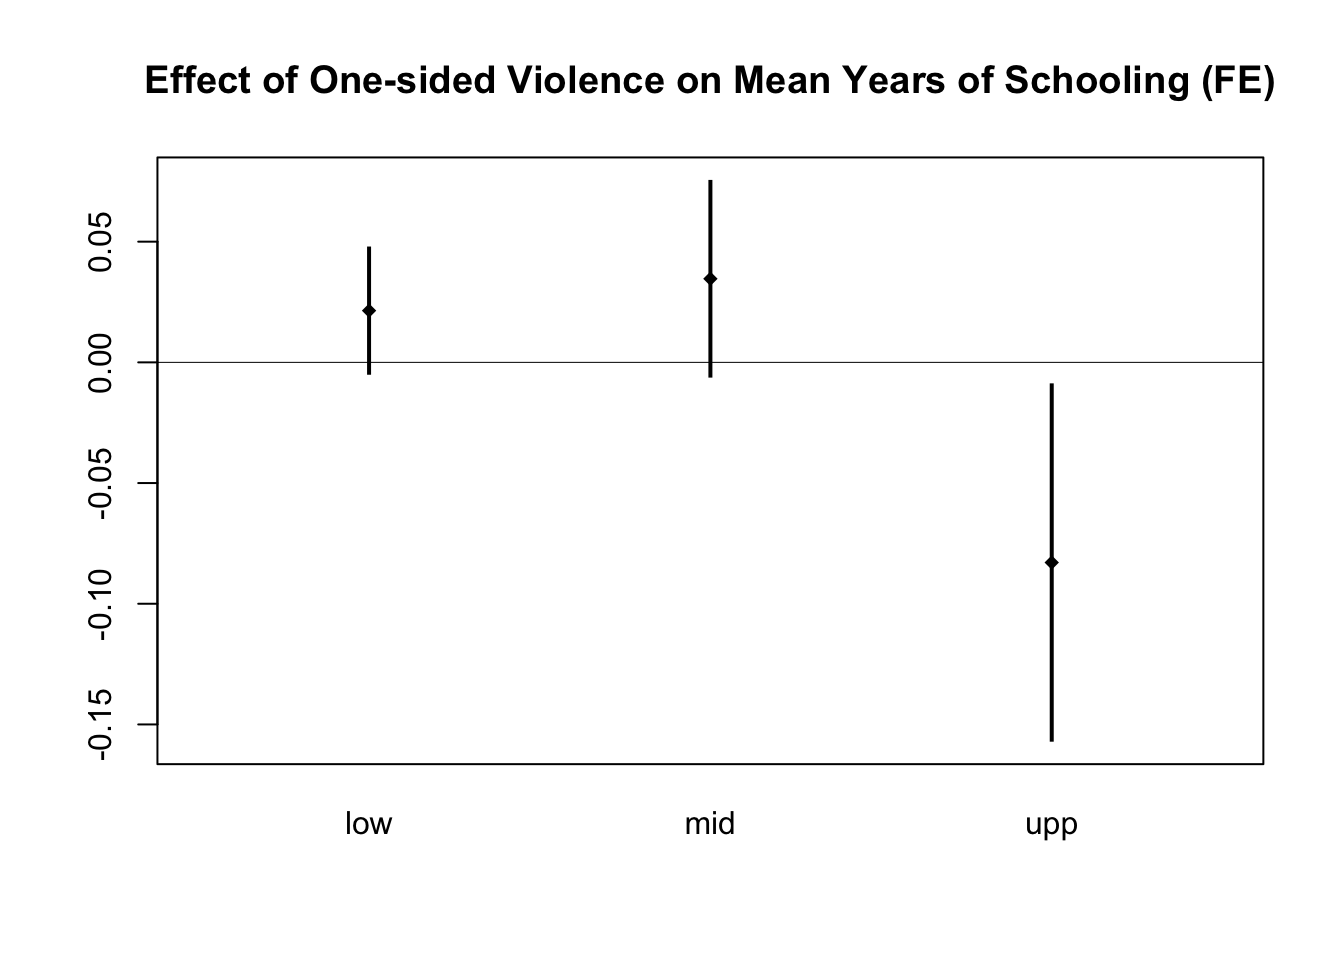 Effect of One-sided Violence on Mean Years of Schooling (FE)
0.05
0.00
-0.05
-0.10
-0.15
low mid upp